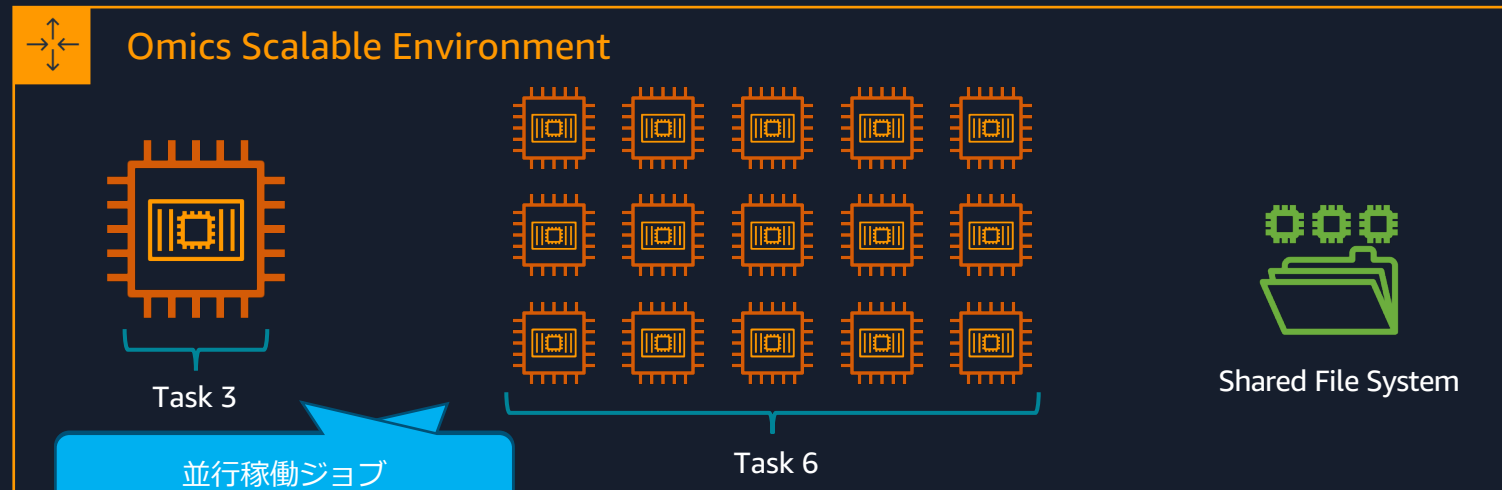 Omics Scalable Environment
Task 3
Task 6
Shared File System
並行稼働ジョブ